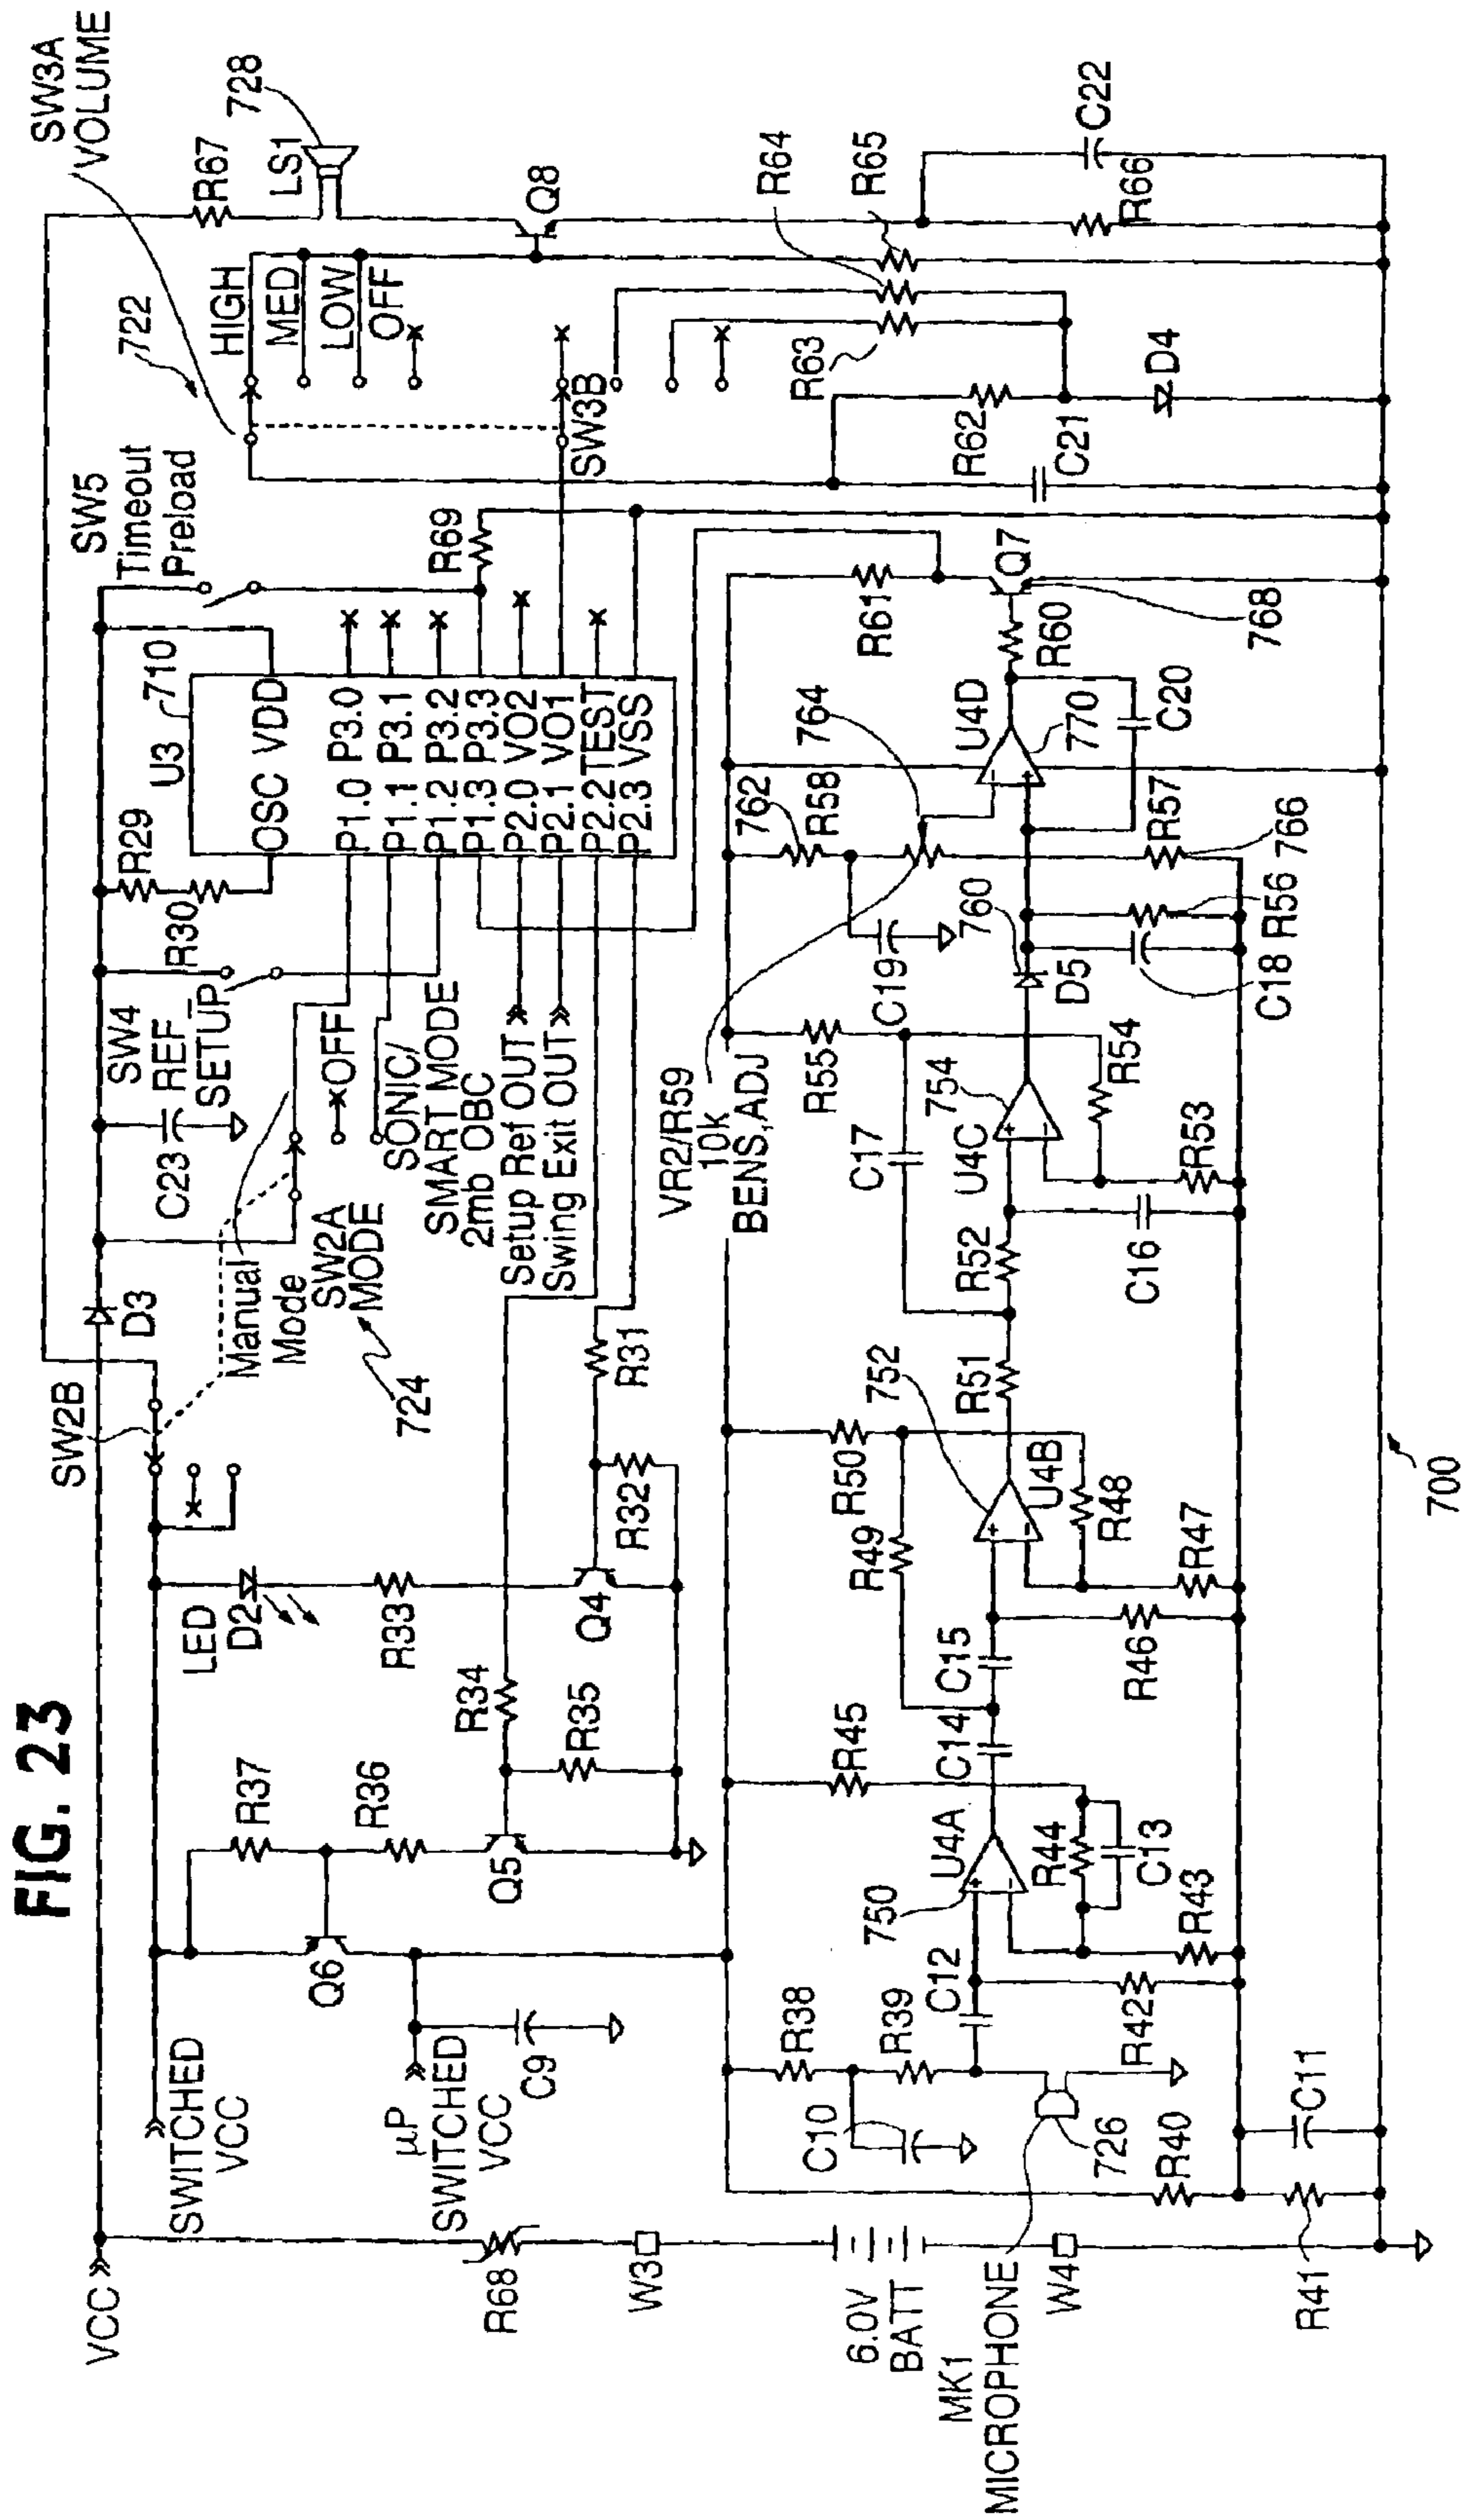 FIG. 23
VCC
SWITCHED
VCC
µP
SWITCHED
VCC
C9
Q6
R37
R36
Q5
R34
R35
LED
D2
R33
Q4
R32
R31
SW2B
D3
Manual
Mode
SW2A
MODE
724
SW4
REF
SETUP
C23
OFF
SONIC/
SMART MODE
2mb OBC
Setup Ref OUT
Swing Exit OUT
R30
R29
U3
710
OSC VDD
P1.0 P3.0
P1.1 P3.1
P1.2 P3.2
P1.3 P3.3
P2.0 VO2
P2.1 VO1
P2.2 TEST
P2.3 VSS
SW5
Timeout
Preload
R69
722
SW3A
VOLUME
HIGH
MED
LOW
OFF
SW3B
R67
LS1
728
Q8
R64
R65
R63
R62
C21
D4
R66
C22
R68
W3
6.0V
BATT
W4
MK1
MICROPHONE
726
R38
R39
C10
R40
R41
C11
C12
R42
750
U4A
R44
C13
R43
R45
C14
C15
R46
R49
R50
752
U4B
R48
R47
R51
R52
C16
C17
U4C
754
R55
R54
R53
VR2/R59
10k
BENS,ADJ
C19
760
D5
C18
R56
766
R57
762
R58
764
U4D
770
C20
R60
R61
Q7
768
700